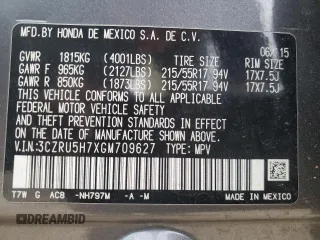 MFD.BY HONDA DE MEXICO S.A. DE C.V.
06/15
GVWR 1815KG (4001LBS) TIRE SIZE RIM SIZE
GAWR F 965KG (2127LBS) 215/55R17 94V 17X7.5J
GAWR R 850KG (1873LBS) 215/55R17 94V 17X7.5J
THIS VEHICLE CONFORMS TO ALL APPLICABLE
FEDERAL MOTOR VEHICLE SAFETY, BUMPER,
AND THEFT PREVENTION STANDARDS IN EFFECT ON
THE DATE OF MANUFACTURE SHOWN ABOVE.
V.I.N:3CZRU5H7XGM709627 TYPE: MPV
T7W G AC8 -NH797M -A -M
MADE IN MEXICO
© DREAMBID